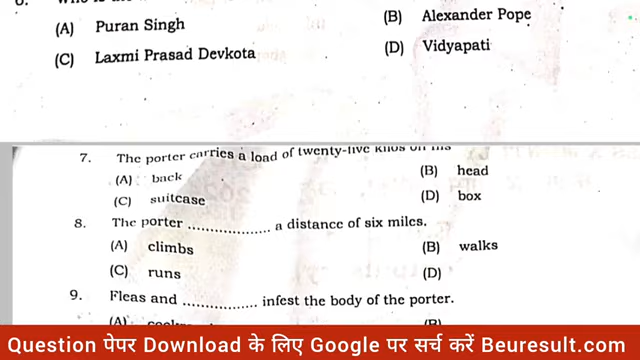 (A) Puran Singh
(B) Alexander Pope
(C) Laxmi Prasad Devkota
(D) Vidyapati
7. The porter carries a load of twenty-five kilos on his
(A) back
(B) head
(C) suitcase
(D) box
8. The porter .................. a distance of six miles.
(A) climbs
(B) walks
(C) runs
(D)
9. Fleas and ................ infest the body of the porter.
(A)
(B)
Question पेपर Download के लिए Google पर सर्च करें Beuresult.com